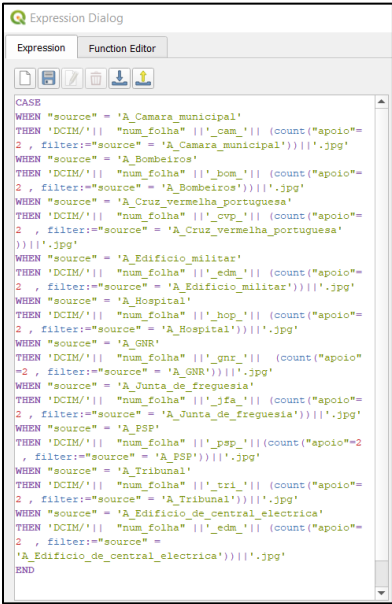 Expression Dialog
Expression Function Editor
CASE
WHEN "source" = 'A_Camara_municipal'
THEN 'DCIM/'|| "num_folha" ||'_cam_'|| (count("apoio"=
2 , filter:="source" = 'A_Camara_municipal'))||'.jpg'
WHEN "source" = 'A_Bombeiros'
THEN 'DCIM/'|| "num_folha" ||'_bom_'|| (count("apoio"=
2 , filter:="source" = 'A_Bombeiros'))||'.jpg'
WHEN "source" = 'A_Cruz_vermelha_portuguesa'
THEN 'DCIM/'|| "num_folha" ||'_cvp_'|| (count("apoio"=
2  , filter:="source" = 'A_Cruz_vermelha_portuguesa'
))||'.jpg'
WHEN "source" = 'A_Edificio_militar'
THEN 'DCIM/'|| "num_folha" ||'_edm_'|| (count("apoio"=
2  , filter:="source" = 'A_Edificio_militar'))||'.jpg'
WHEN "source" = 'A_Hospital'
THEN 'DCIM/'|| "num_folha" ||'_hop_'|| (count("apoio"=
2 , filter:="source" = 'A_Hospital'))||'.jpg'
WHEN "source" = 'A_GNR'
THEN 'DCIM/'|| "num_folha" ||'_gnr_'||  (count("apoio"
=2 , filter:="source" = 'A_GNR'))||'.jpg'
WHEN "source" = 'A_Junta_de_freguesia'
THEN 'DCIM/'|| "num_folha" ||'_jfa_'|| (count("apoio"=
2 , filter:="source" = 'A_Junta_de_freguesia'))||'.jpg'
WHEN "source" = 'A_PSP'
THEN 'DCIM/'|| "num_folha" ||'_psp_'||(count("apoio"=2
 , filter:="source" = 'A_PSP'))||'.jpg'
WHEN "source" = 'A_Tribunal'
THEN 'DCIM/'|| "num_folha" ||'_tri_'|| (count("apoio"=
2 , filter:="source" = 'A_Tribunal'))||'.jpg'
WHEN "source" = 'A_Edificio_de_central_electrica'
THEN 'DCIM/'|| "num_folha" ||'_edm_'|| (count("apoio"=
2  , filter:="source" =
'A_Edificio_de_central_electrica'))||'.jpg'
END